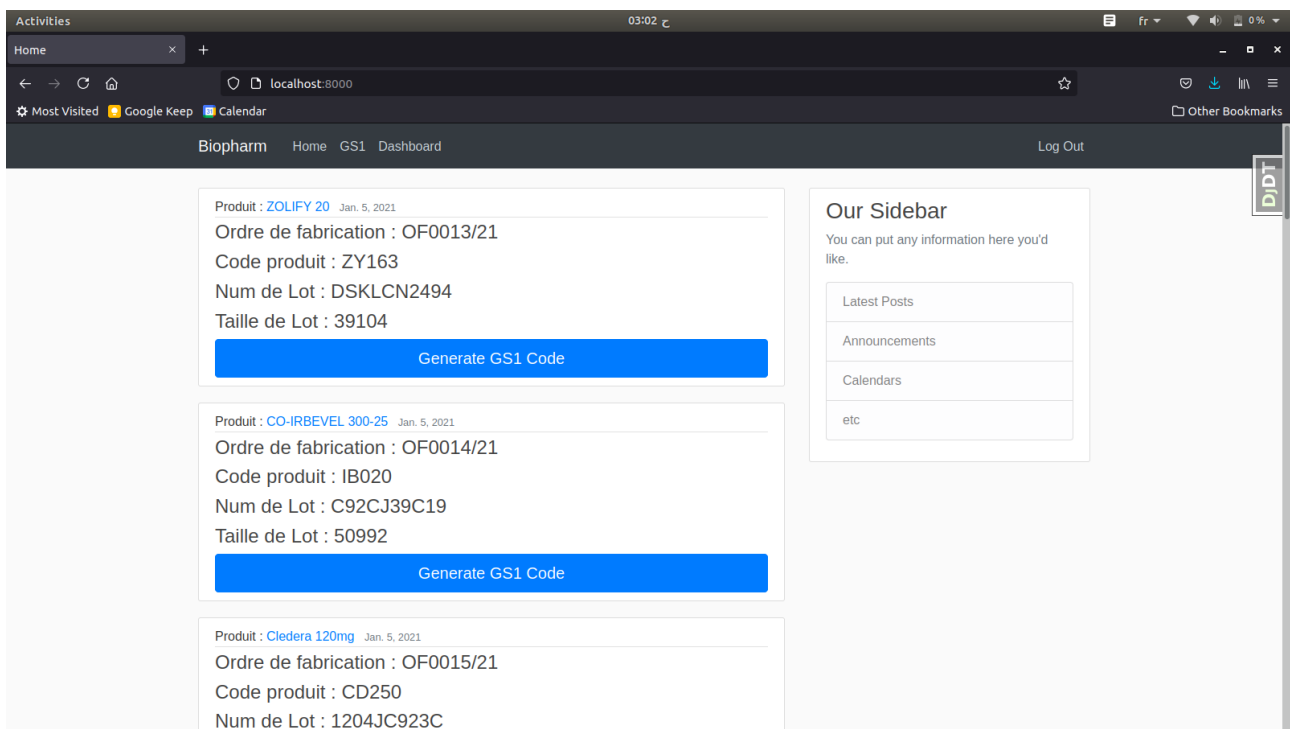 Activities
03:02 ح
fr
0 %
Home
localhost:8000
Most Visited Google Keep Calendar
Other Bookmarks
Biopharm Home GS1 Dashboard Log Out
DjDT
Produit : ZOLIFY 20 Jan. 5, 2021
Ordre de fabrication : OF0013/21
Code produit : ZY163
Num de Lot : DSKLCN2494
Taille de Lot : 39104
Generate GS1 Code
Produit : CO-IRBEVEL 300-25 Jan. 5, 2021
Ordre de fabrication : OF0014/21
Code produit : IB020
Num de Lot : C92CJ39C19
Taille de Lot : 50992
Generate GS1 Code
Produit : Cledera 120mg Jan. 5, 2021
Ordre de fabrication : OF0015/21
Code produit : CD250
Num de Lot : 1204JC923C
Our Sidebar
You can put any information here you'd
like.
Latest Posts
Announcements
Calendars
etc